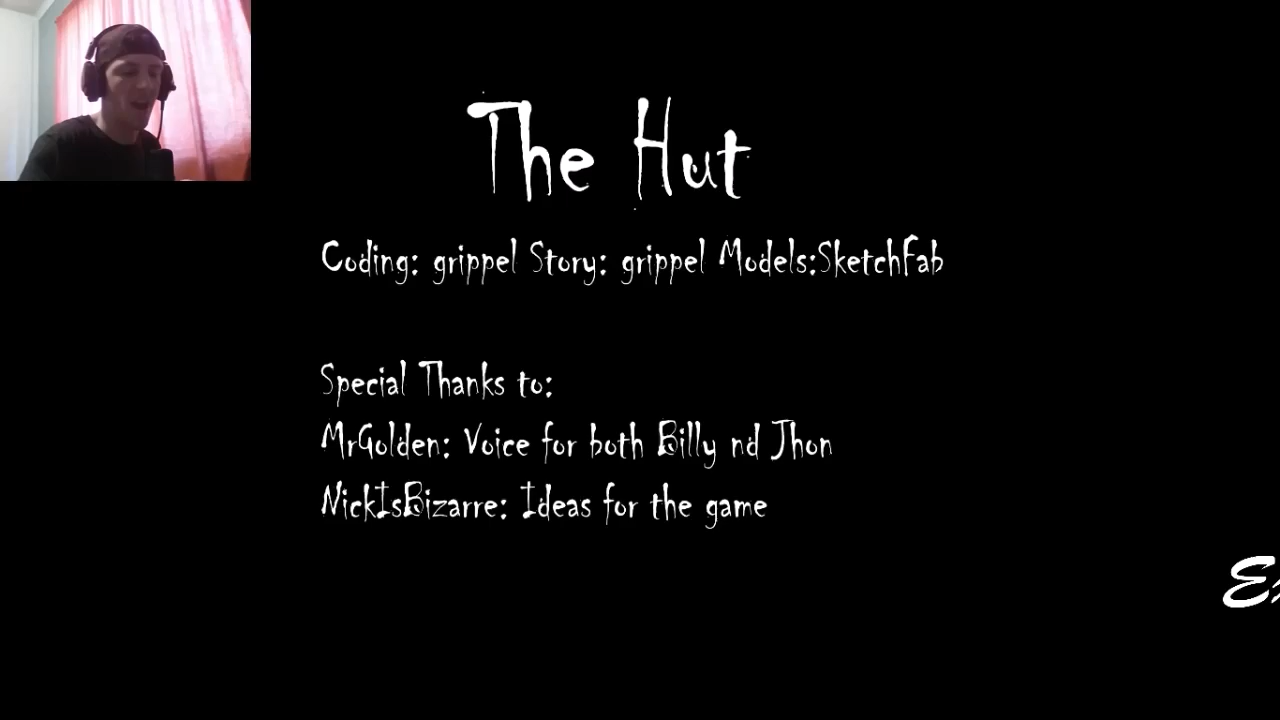 The Hut
Coding: grippel Story: grippel Models:SketchFab
Special Thanks to:
MrGolden: Voice for both Billy nd Jhon
NickIsBizarre: Ideas for the game